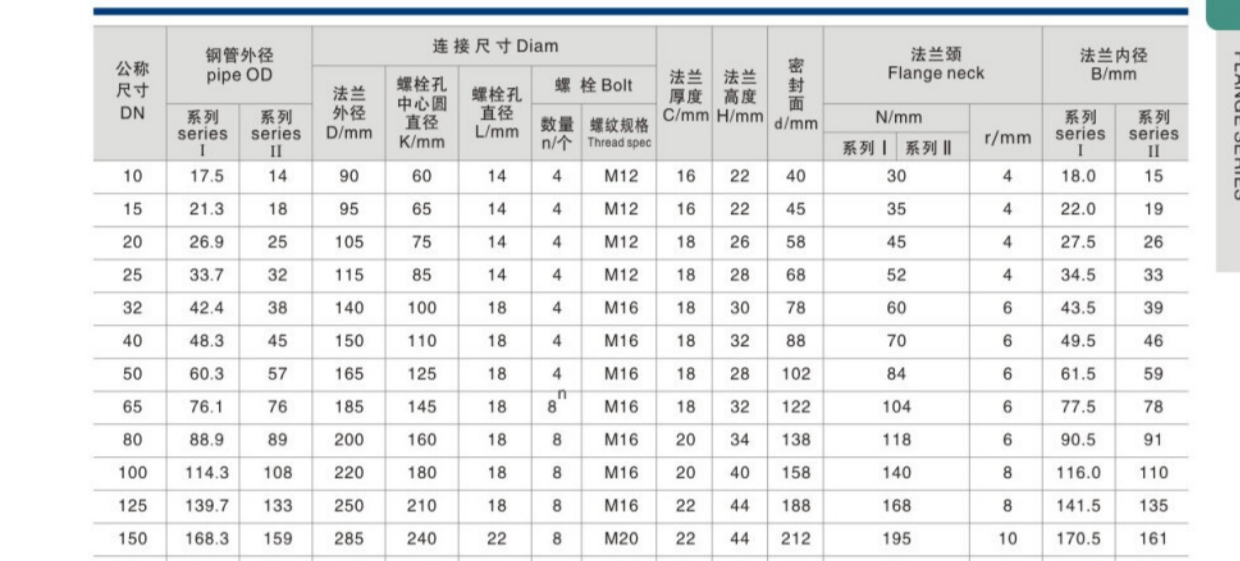 公称
尺寸
DN
钢管外径
pipe OD
系列
series
I
系列
series
II
连接尺寸 Diam
法兰
外径
D/mm
螺栓孔
中心圆
直径
K/mm
螺栓孔
直径
L/mm
螺 栓 Bolt
数量
n/个
螺纹规格
Thread spec
法兰
厚度
C/mm
法兰
高度
H/mm
密
封
面
d/mm
法兰颈
Flange neck
N/mm
系列 I 系列 II
r/mm
法兰内径
B/mm
系列
series
I
系列
series
II
10 17.5 14 90 60 14 4 M12 16 22 40 30 4 18.0 15
15 21.3 18 95 65 14 4 M12 16 22 45 35 4 22.0 19
20 26.9 25 105 75 14 4 M12 18 26 58 45 4 27.5 26
25 33.7 32 115 85 14 4 M12 18 28 68 52 4 34.5 33
32 42.4 38 140 100 18 4 M16 18 30 78 60 6 43.5 39
40 48.3 45 150 110 18 4 M16 18 32 88 70 6 49.5 46
50 60.3 57 165 125 18 4 M16 18 28 102 84 6 61.5 59
65 76.1 76 185 145 18 8n M16 18 32 122 104 6 77.5 78
80 88.9 89 200 160 18 8 M16 20 34 138 118 6 90.5 91
100 114.3 108 220 180 18 8 M16 20 40 158 140 8 116.0 110
125 139.7 133 250 210 18 8 M16 22 44 188 168 8 141.5 135
150 168.3 159 285 240 22 8 M20 22 44 212 195 10 170.5 161